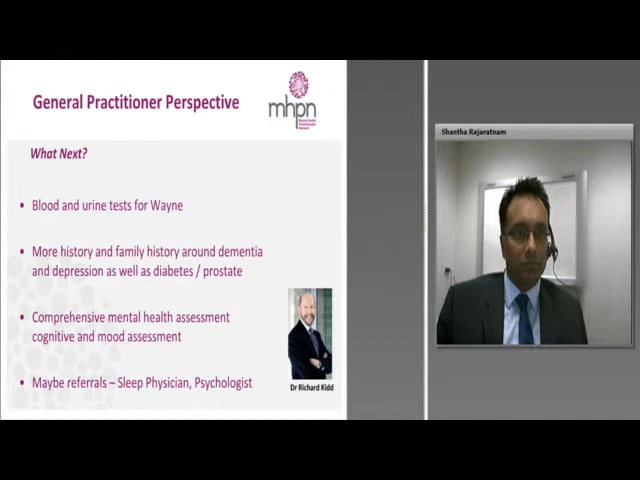 General Practitioner Perspective
mhpn
What Next?
• Blood and urine tests for Wayne
• More history and family history around dementia
and depression as well as diabetes / prostate
• Comprehensive mental health assessment
cognitive and mood assessment
• Maybe referrals – Sleep Physician, Psychologist
Dr Richard Kidd
Shantha Rajaratnam